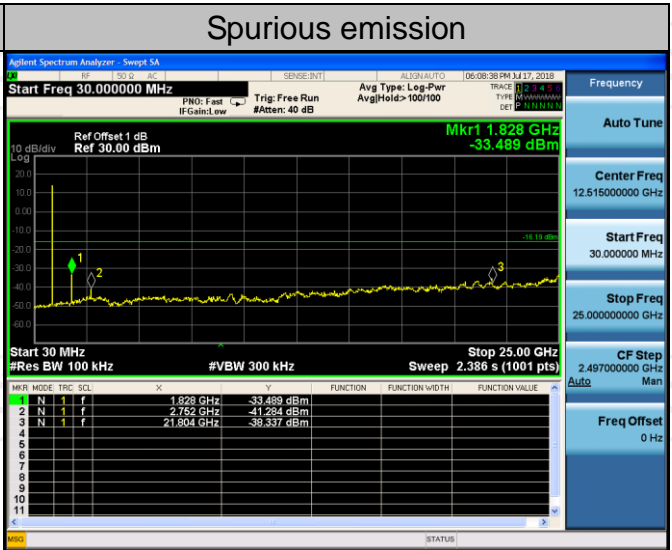 Spurious emission
Agilent Spectrum Analyzer - Swept SA
RF 50 Ω AC SENSE:INT ALIGNAUTO 06:08:38 PM Jul 17, 2018
Start Freq 30.000000 MHz
PNO: Fast
IFGain:Low
Trig: Free Run
#Atten: 40 dB
Avg Type: Log-Pwr
Avg|Hold:> 100/100
TRACE 1 2 3 4 5 6
TYPE M
DET P N N N N N
Frequency
Mkr1 1.828 GHz
-33.489 dBm
Ref Offset 1 dB
10 dB/div Ref 30.00 dBm
Log
20.0
10.0
0.00
-10.0
-20.0
-30.0
-40.0
-50.0
-60.0
-16.19 dBm
1
2
3
Start 30 MHz
Stop 25.00 GHz
#Res BW 100 kHz #VBW 300 kHz Sweep 2.386 s (1001 pts)
MKR MODE TRC SCL X Y FUNCTION FUNCTION WIDTH FUNCTION VALUE
1 N 1 f 1.828 GHz -33.489 dBm
2 N 1 f 2.752 GHz -41.284 dBm
3 N 1 f 21.804 GHz -38.337 dBm
4
5
6
7
8
9
10
11
MSG STATUS
Auto Tune
Center Freq
12.515000000 GHz
Start Freq
30.000000 MHz
Stop Freq
25.000000000 GHz
CF Step
2.497000000 GHz
Auto Man
Freq Offset
0 Hz